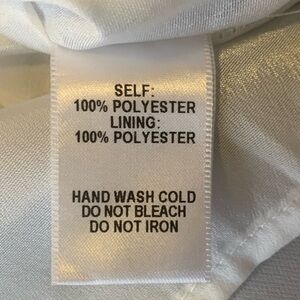 SELF:
100% POLYESTER
LINING:
100% POLYESTER
HAND WASH COLD
DO NOT BLEACH
DO NOT IRON